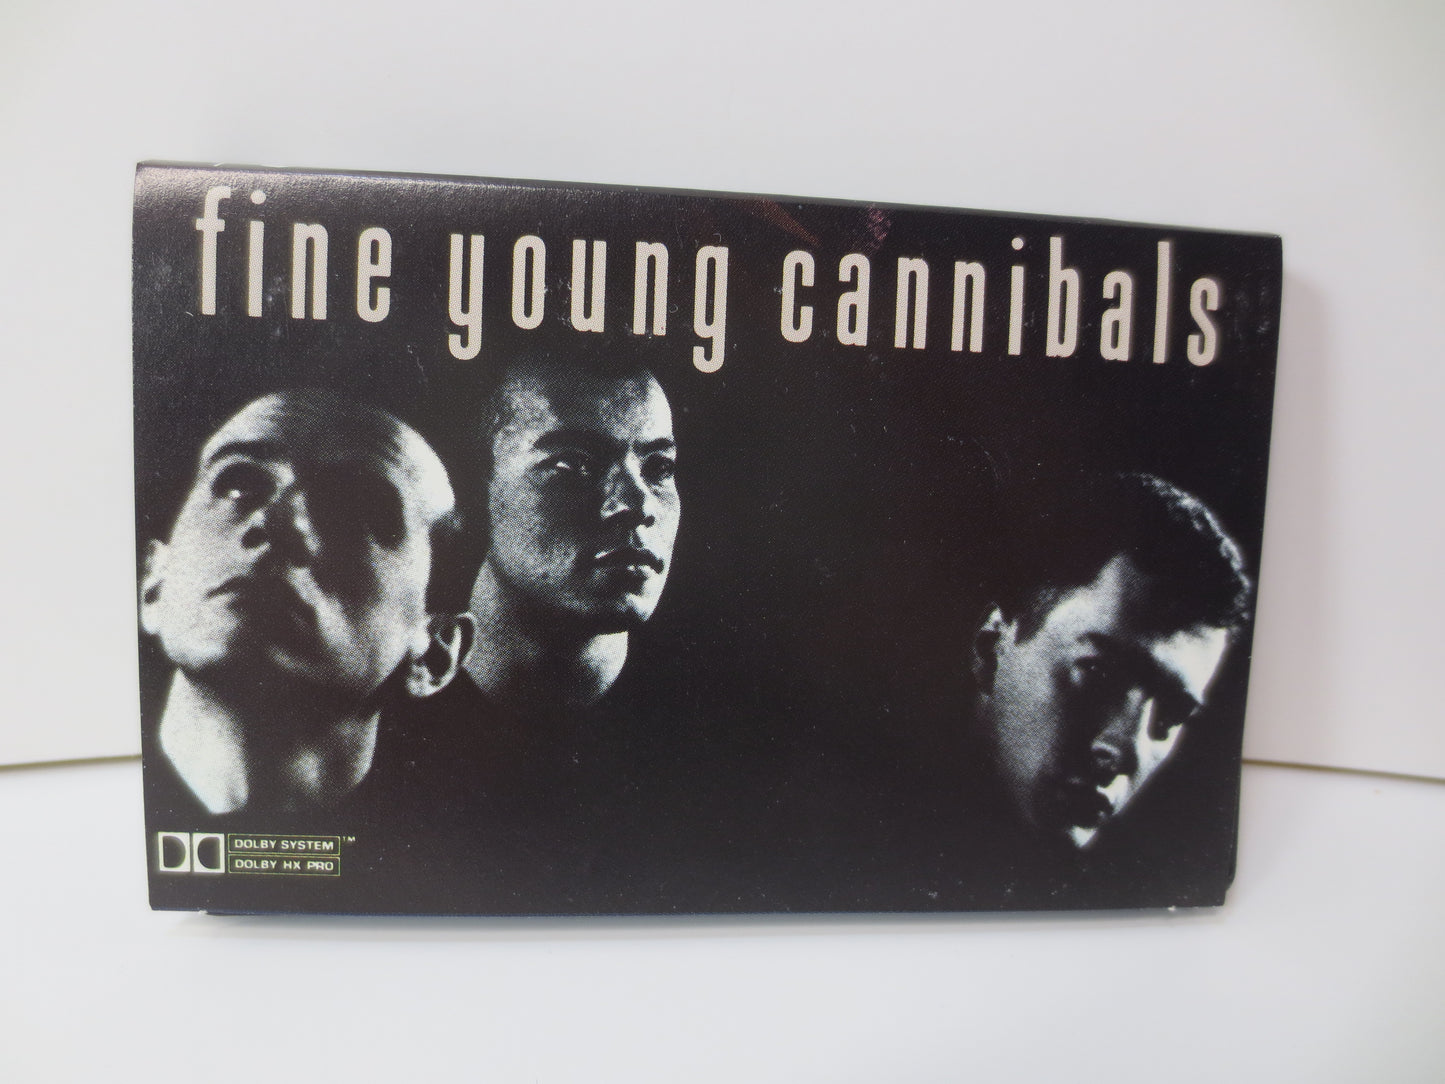 fine young cannibals
DOLBY SYSTEM™
DOLBY HX PRO